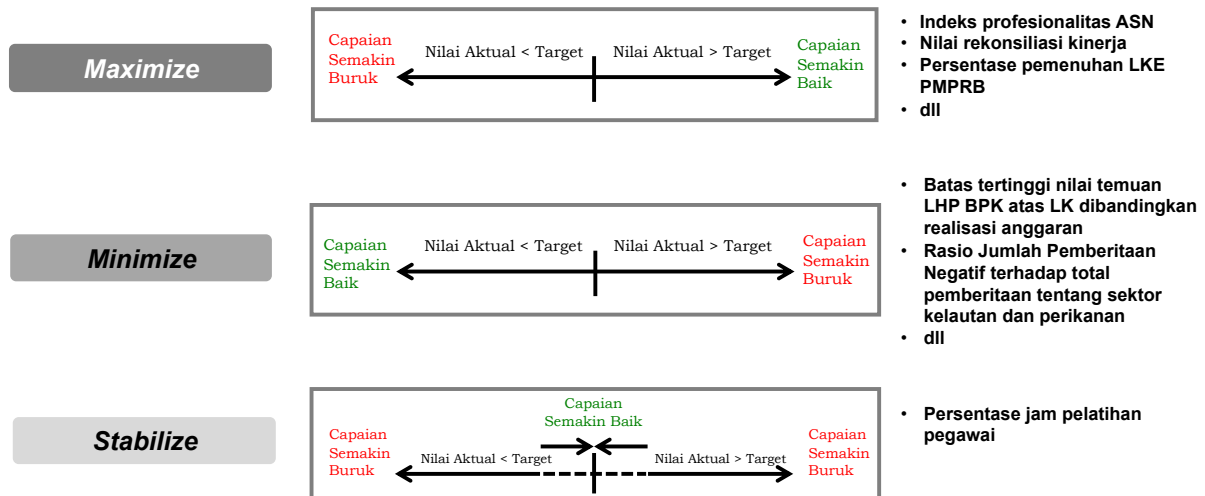 Maximize
Capaian
Semakin
Buruk
Nilai Aktual < Target
Nilai Aktual > Target
Capaian
Semakin
Baik
• Indeks profesionalitas ASN
• Nilai rekonsiliasi kinerja
• Persentase pemenuhan LKE
PMPRB
• dll
Minimize
Capaian
Semakin
Baik
Nilai Aktual < Target
Nilai Aktual > Target
Capaian
Semakin
Buruk
• Batas tertinggi nilai temuan
LHP BPK atas LK dibandingkan
realisasi anggaran
• Rasio Jumlah Pemberitaan
Negatif terhadap total
pemberitaan tentang sektor
kelautan dan perikanan
• dll
Stabilize
Capaian
Semakin
Buruk
Capaian
Semakin Baik
Nilai Aktual < Target
Nilai Aktual > Target
Capaian
Semakin
Buruk
• Persentase jam pelatihan
pegawai